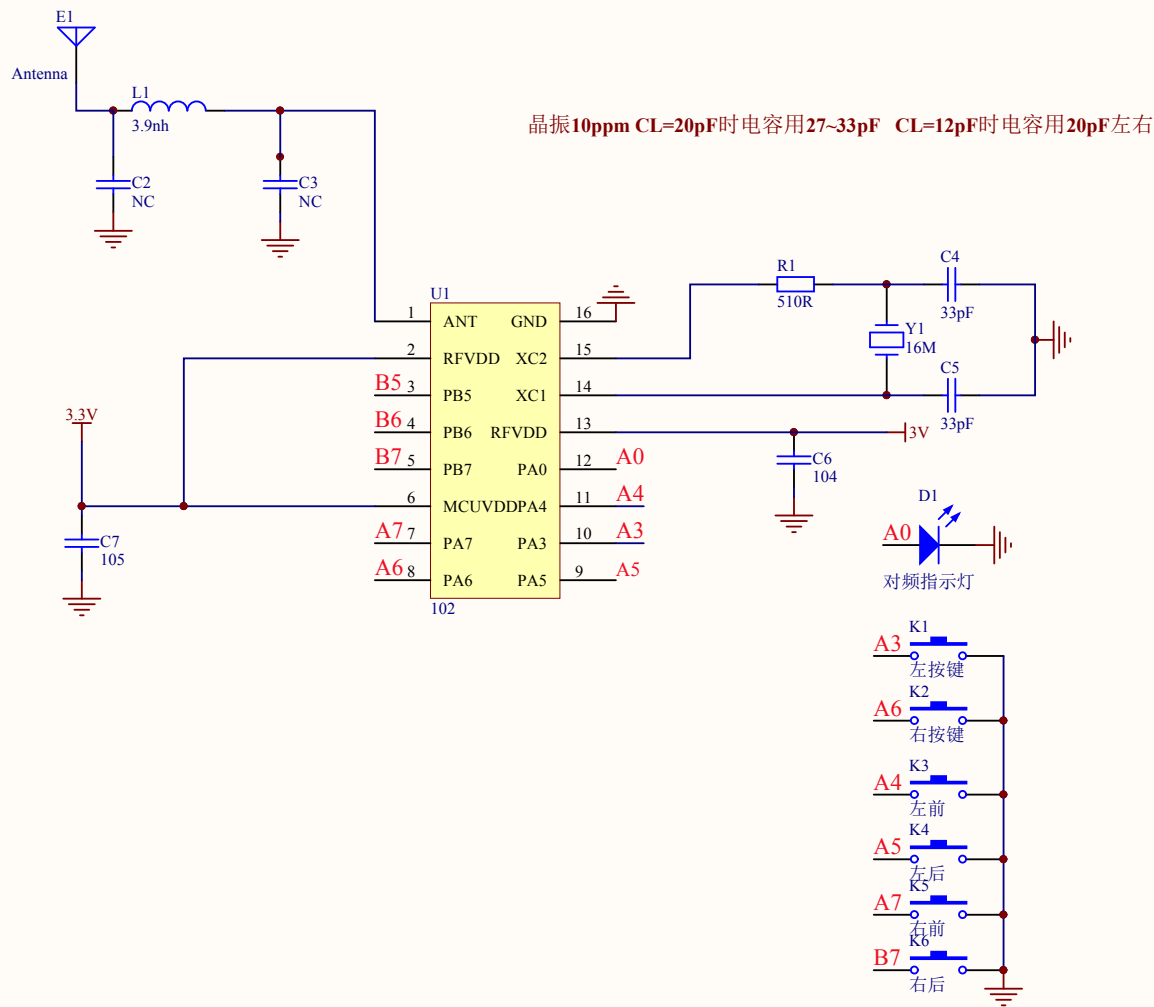 E1
Antenna
L1
3.9nh
晶振10ppm CL=20pF时电容用27~33pF CL=12pF时电容用20pF左右
C2
NC
C3
NC
U1
1 ANT GND 16
2 RFVDD XC2 15
B5 3 PB5 XC1 14
B6 4 PB6 RFVDD 13
B7 5 PB7 PA0 12 A0
6 MCUVDD PA4 11 A4
A7 7 PA7 PA3 10 A3
A6 8 PA6 PA5 9 A5
102
R1
510R
C4
33pF
Y1
16M
C5
33pF
3V
C6
104
3.3V
C7
105
D1
A0
对频指示灯
K1
A3
左按键
K2
A6
右按键
K3
A4
左前
K4
A5
左后
K5
A7
右前
K6
B7
右后